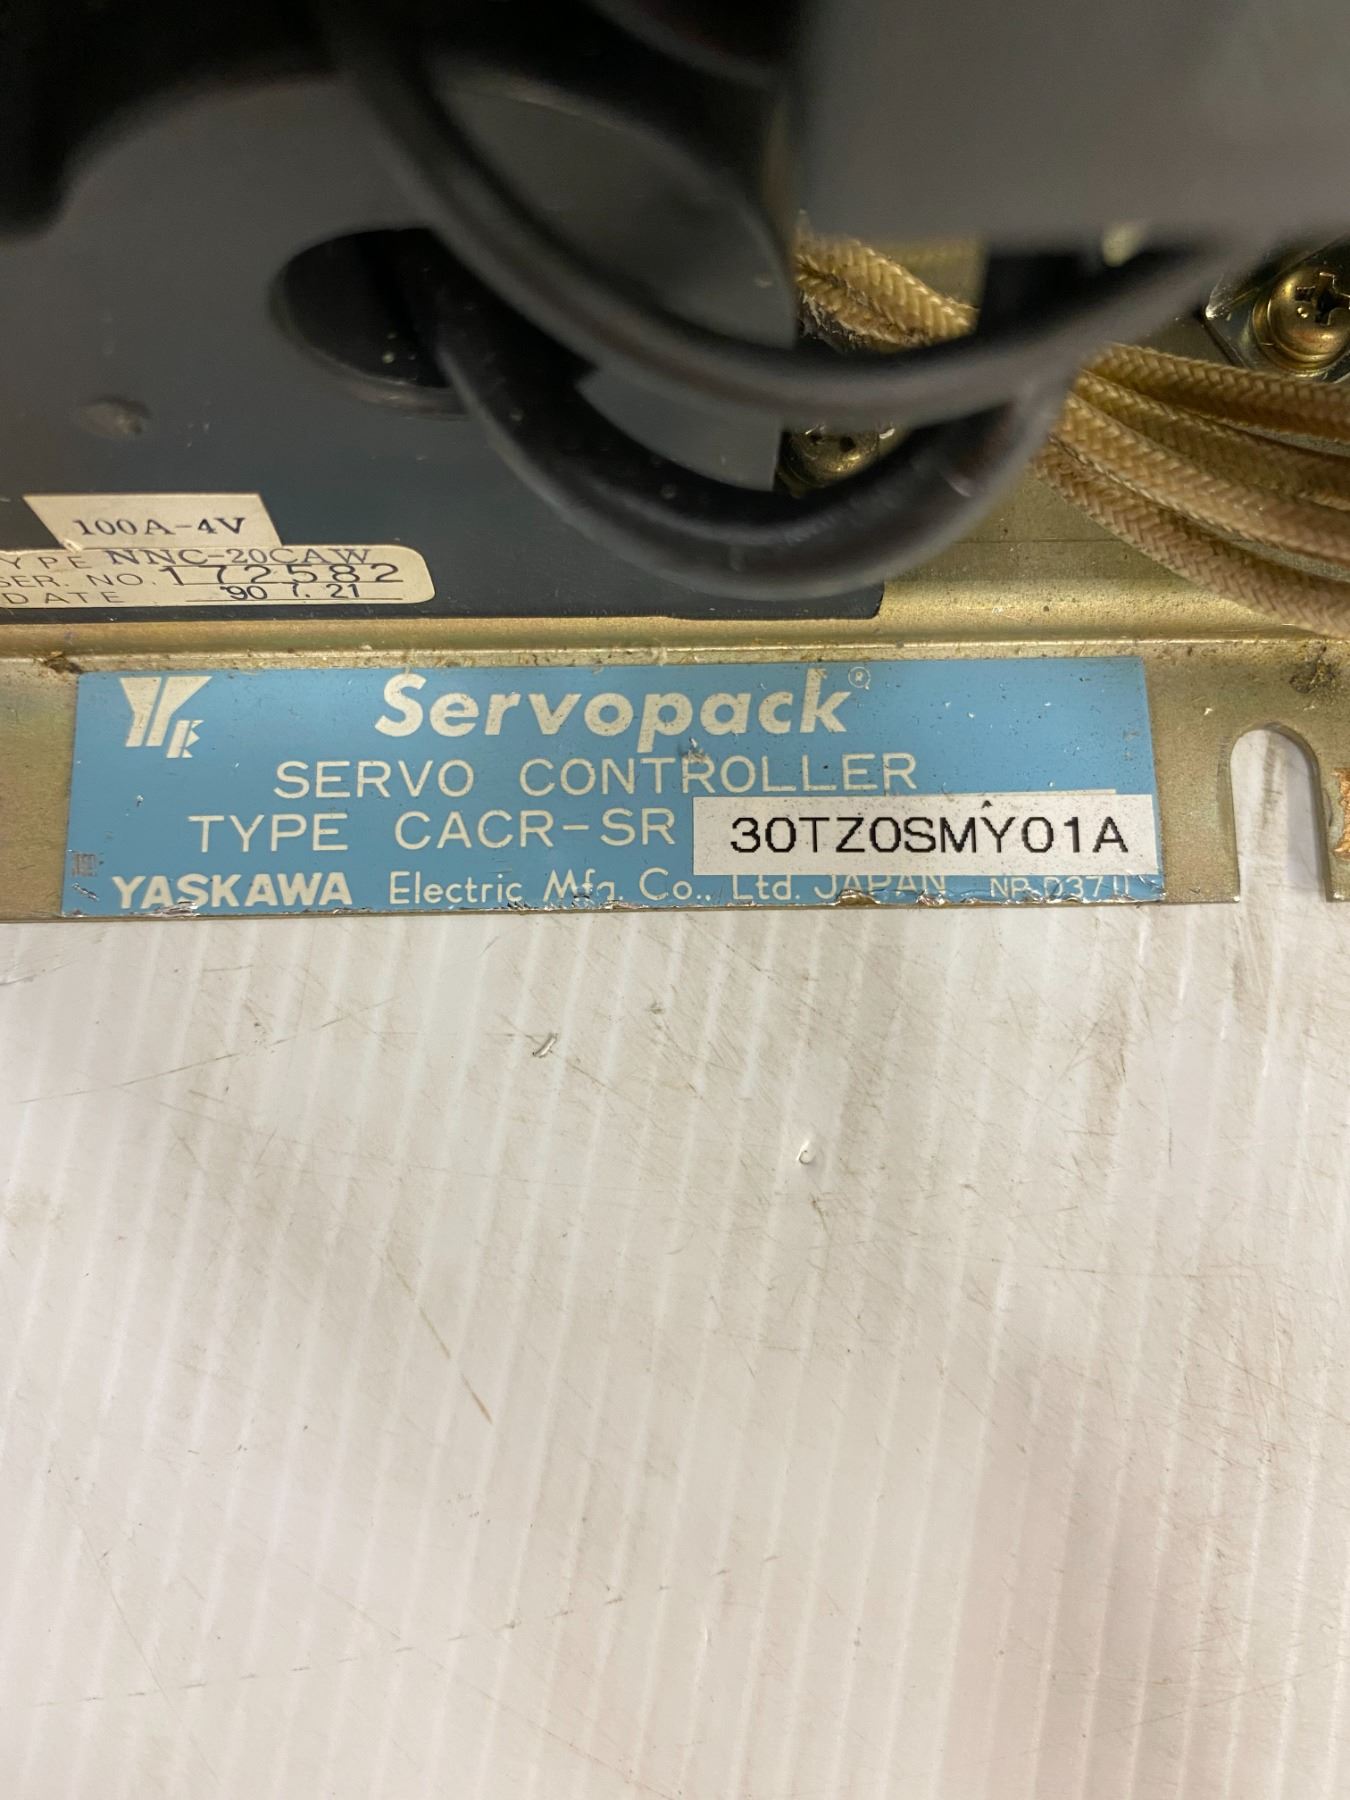 100A-4V
YPE NNC-20CAW
SER. NO. 172582
DATE '90 7. 21
Servopack®
SERVO CONTROLLER
TYPE CACR-SR 30TZ0SMY01A
YASKAWA Electric Mfg. Co., Ltd. JAPAN